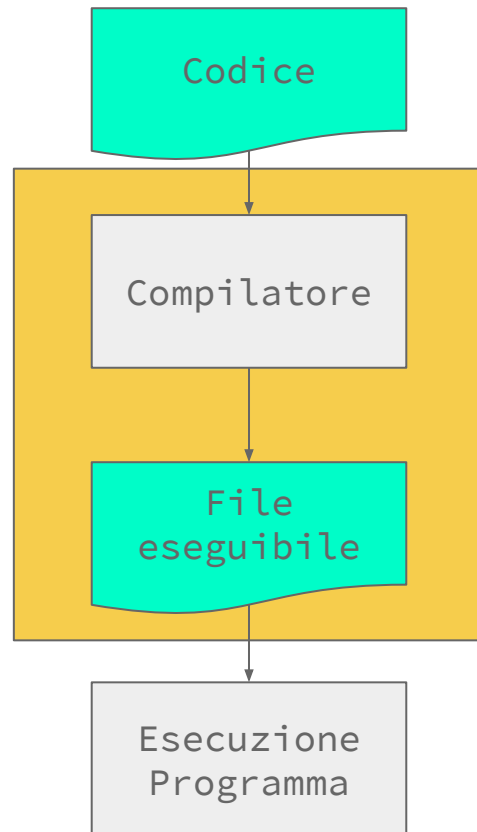 Codice
Compilatore
File
eseguibile
Esecuzione
Programma